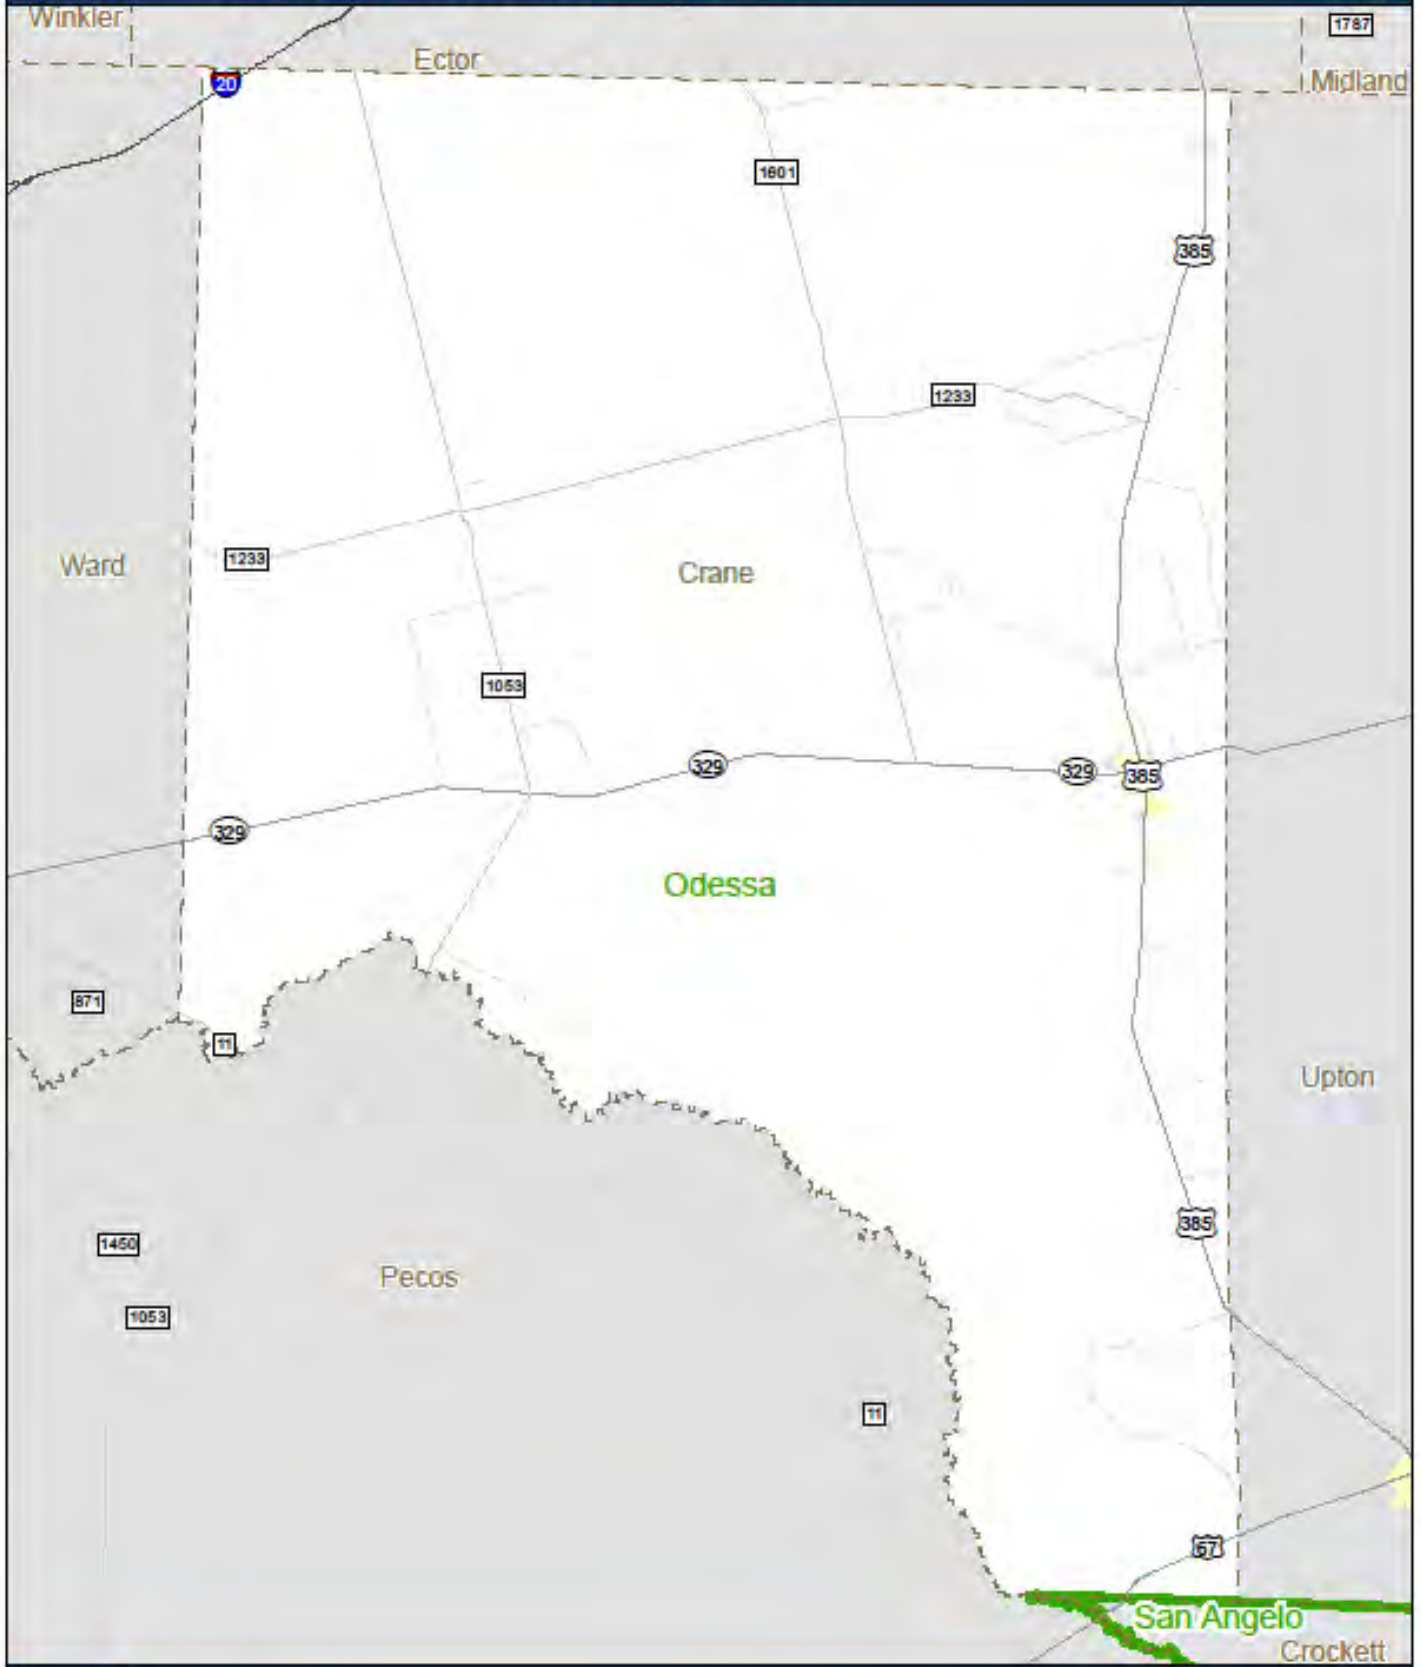 Winkler
1787
Ector
20
Midland
1601
385
1233
1233
Ward
Crane
1053
329
329
385
329
Odessa
871
11
Upton
385
1450
Pecos
1053
11
67
San Angelo
Crockett